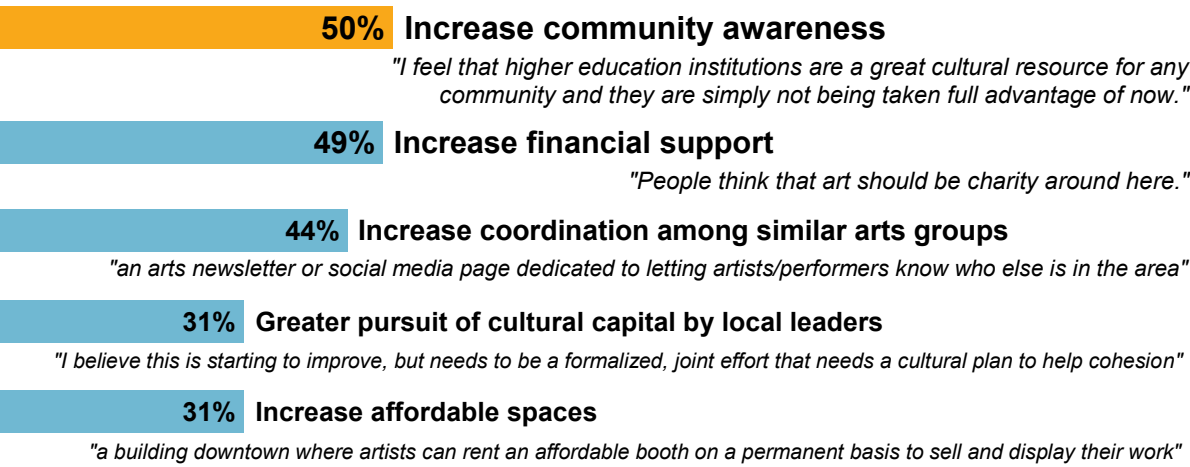 50% Increase community awareness
"I feel that higher education institutions are a great cultural resource for any
community and they are simply not being taken full advantage of now."
49% Increase financial support
"People think that art should be charity around here."
44% Increase coordination among similar arts groups
"an arts newsletter or social media page dedicated to letting artists/performers know who else is in the area"
31% Greater pursuit of cultural capital by local leaders
"I believe this is starting to improve, but needs to be a formalized, joint effort that needs a cultural plan to help cohesion"
31% Increase affordable spaces
"a building downtown where artists can rent an affordable booth on a permanent basis to sell and display their work"